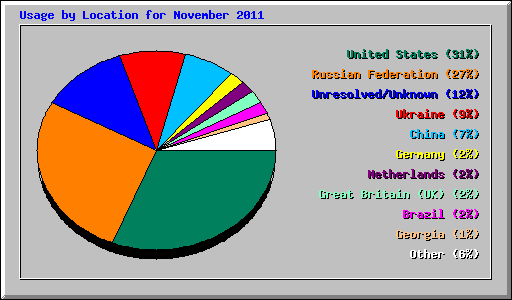 Usage by Location for November 2011
United States (31%)
Russian Federation (27%)
Unresolved/Unknown (12%)
Ukraine (9%)
China (7%)
Germany (2%)
Netherlands (2%)
Great Britain (UK) (2%)
Brazil (2%)
Georgia (1%)
Other (6%)